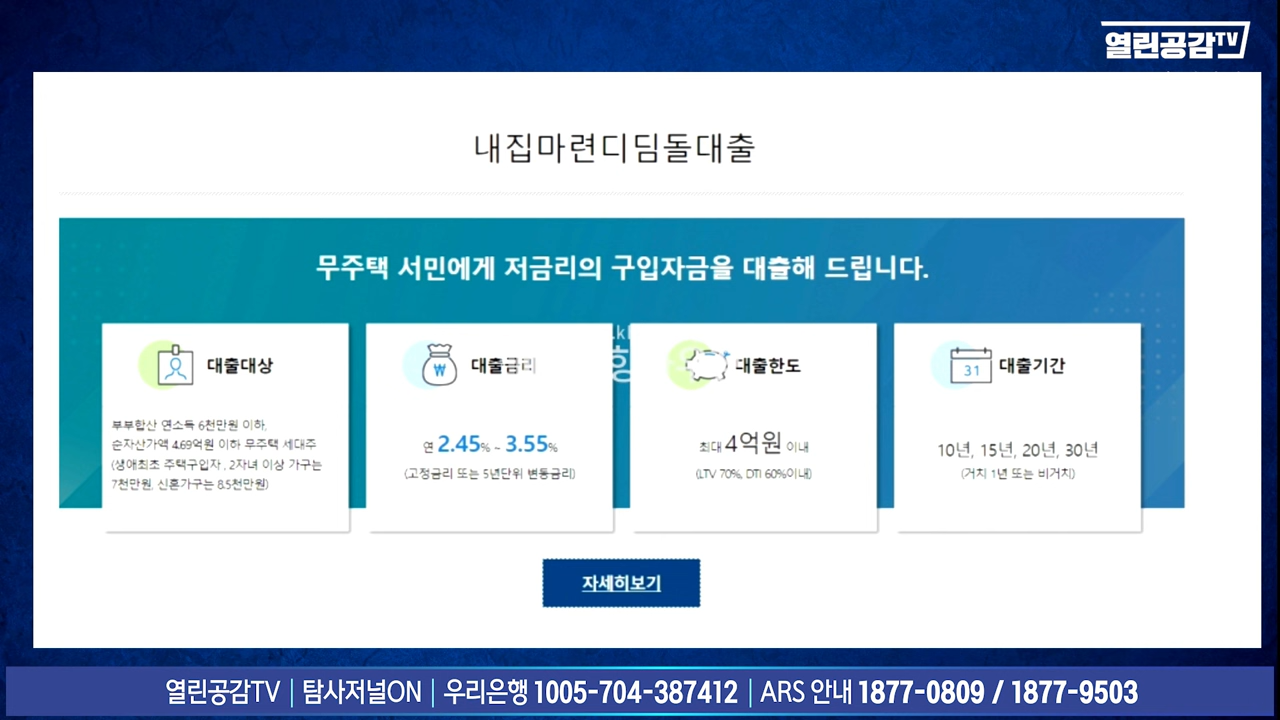 열린공감TV
내집마련디딤돌대출
무주택 서민에게 저금리의 구입자금을 대출해 드립니다.
대출대상
부부합산 연소득 6천만원 이하,
순자산가액 4.69억원 이하 무주택 세대주
(생애최초 주택구입자 , 2자녀 이상 가구는
7천만원, 신혼가구는 8.5천만원)
대출금리
연 2.45% ~ 3.55%
(고정금리 또는 5년단위 변동금리)
대출한도
최대 4억원 이내
(LTV 70%, DTI 60%이내)
31
대출기간
10년, 15년, 20년, 30년
(거치 1년 또는 비거치)
자세히보기
열린공감TV | 탐사저널ON | 우리은행 1005-704-387412 | ARS 안내 1877-0809 / 1877-9503